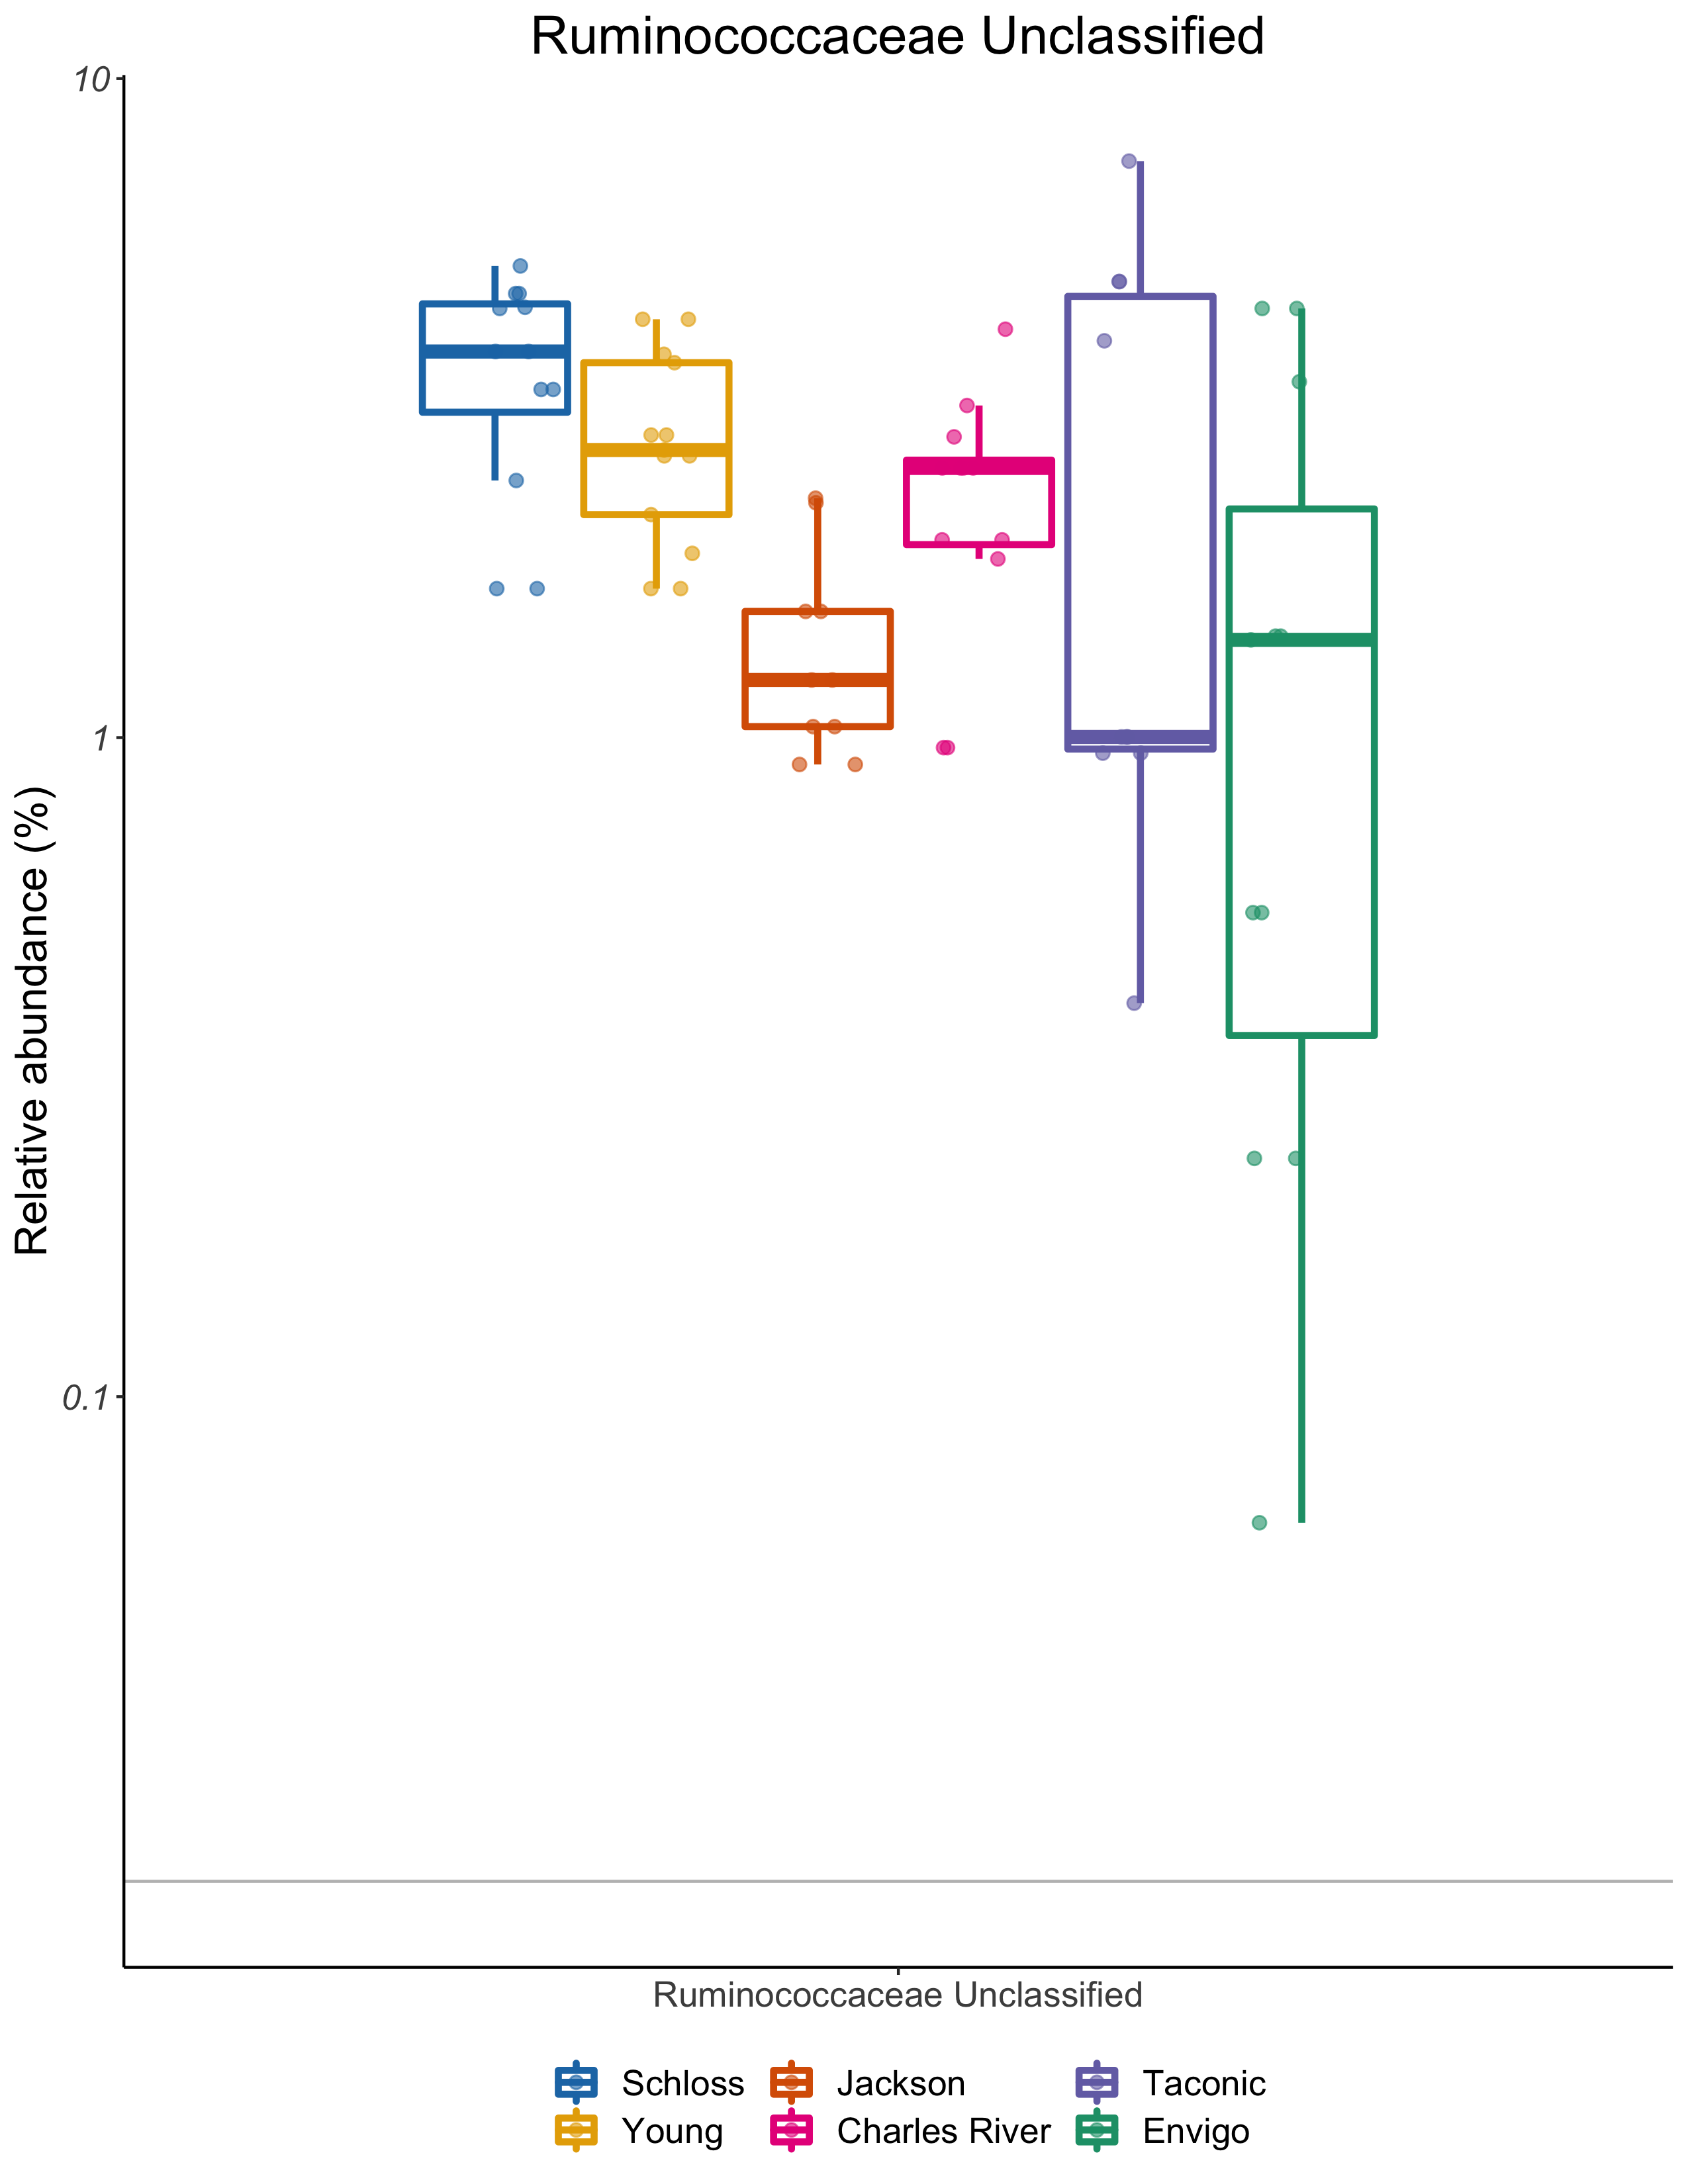 Ruminococcaceae Unclassified
10
1
0.1
Relative abundance (%)
Ruminococcaceae Unclassified
Schloss Jackson Taconic
Young Charles River Envigo